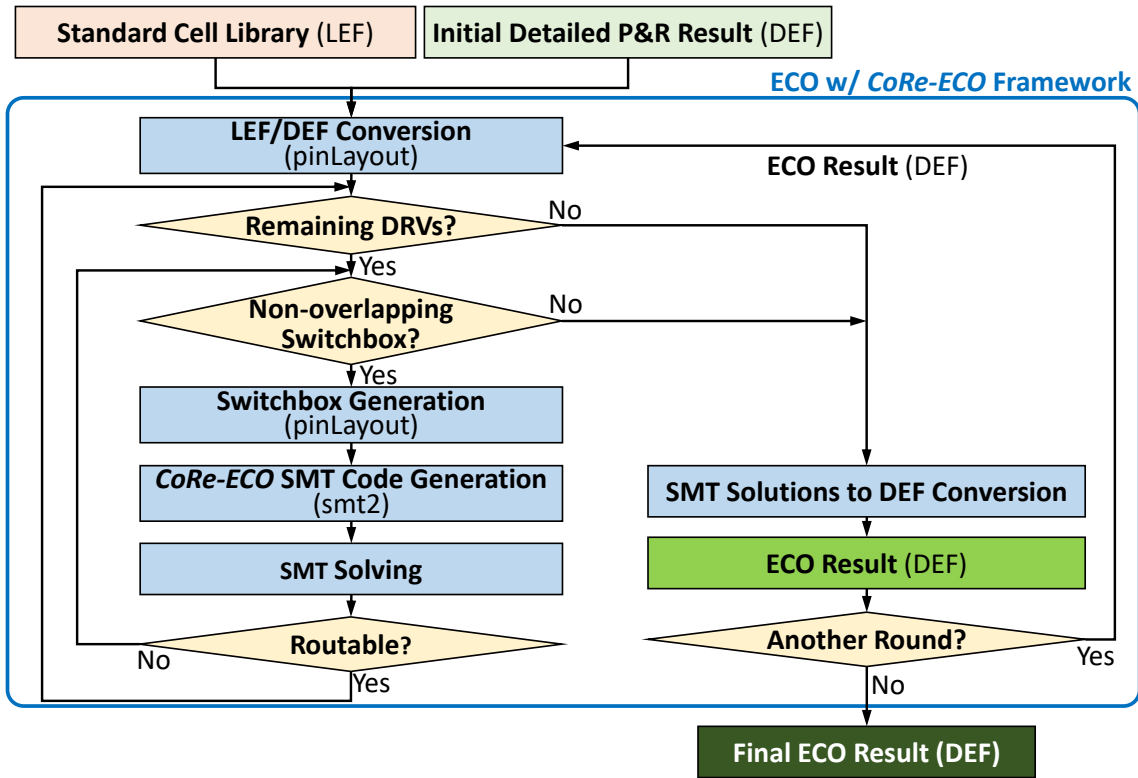 Standard Cell Library (LEF)
Initial Detailed P&R Result (DEF)
ECO w/ CoRe-ECO Framework
LEF/DEF Conversion
(pinLayout)
ECO Result (DEF)
Remaining DRVs?
No
Yes
Non-overlapping
Switchbox?
No
Yes
Switchbox Generation
(pinLayout)
CoRe-ECO SMT Code Generation
(smt2)
SMT Solving
Routable?
No
Yes
SMT Solutions to DEF Conversion
ECO Result (DEF)
Another Round?
Yes
No
Final ECO Result (DEF)